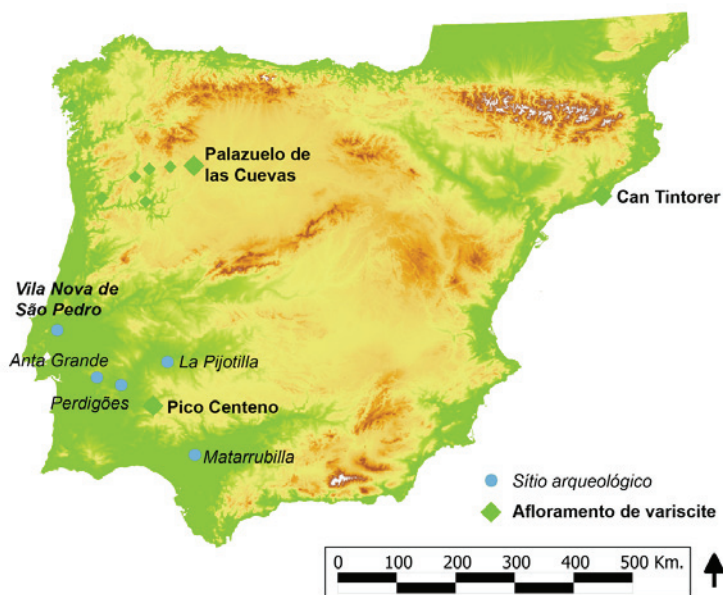 Palazuelo de
las Cuevas
Can Tintorer
Vila Nova de
São Pedro
Anta Grande
La Pijotilla
Perdigões
Pico Centeno
Matarrubilla
Sítio arqueológico
Afloramento de variscite
0 100 200 300 400 500 Km.